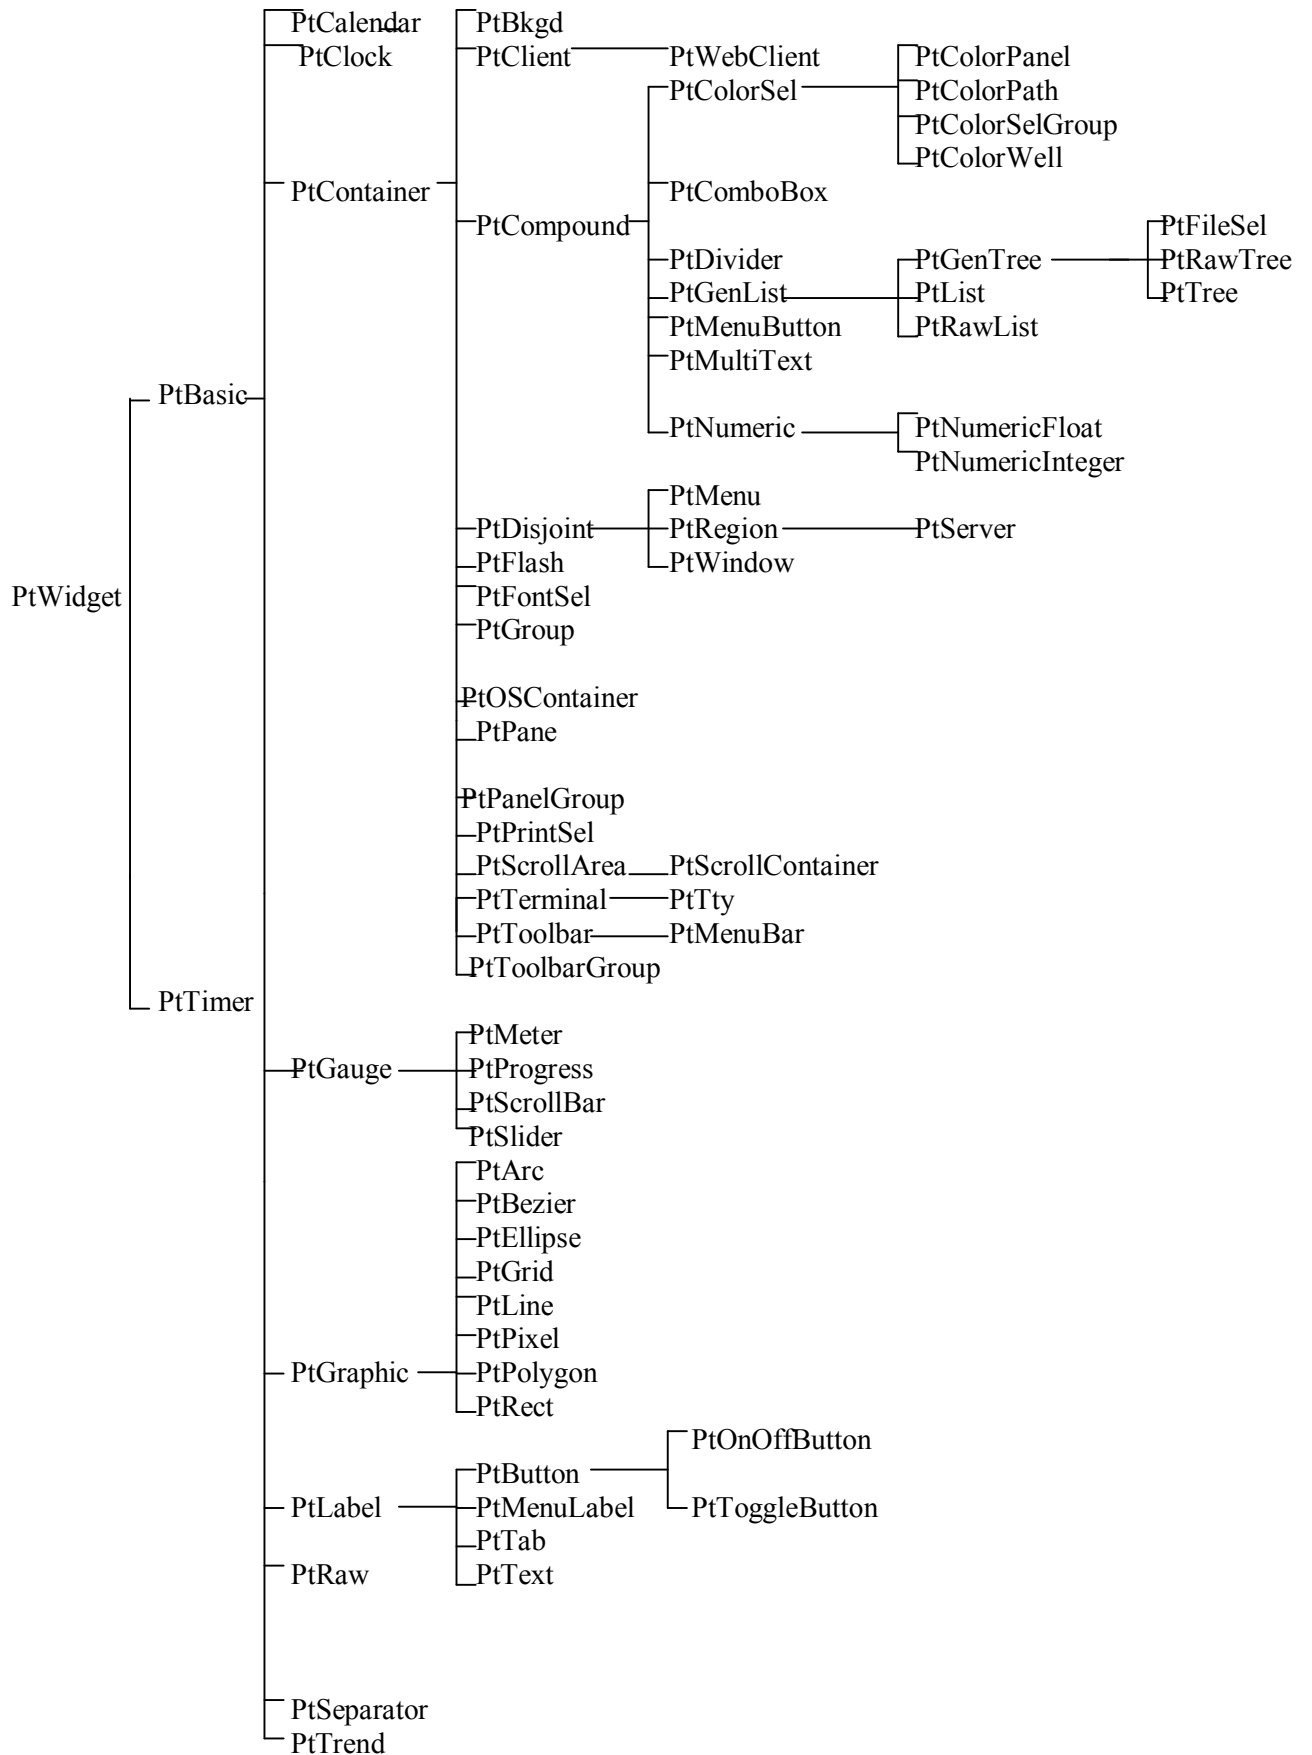 PtCalendar PtBkgd
PtClock PtClient PtWebClient PtColorPanel
PtColorSel PtColorPath
PtColorSelGroup
PtColorWell
PtContainer PtComboBox
PtCompound PtFileSel
PtDivider PtGenTree PtRawTree
PtGenList PtList PtTree
PtMenuButton PtRawList
PtMultiText
PtBasic
PtNumeric PtNumericFloat
PtNumericInteger
PtMenu
PtDisjoint PtRegion PtServer
PtFlash PtWindow
PtWidget PtFontSel
PtGroup
PtOSContainer
PtPane
PtPanelGroup
PtPrintSel
PtScrollArea PtScrollContainer
PtTerminal PtTty
PtToolbar PtMenuBar
PtToolbarGroup
PtTimer
PtMeter
PtGauge PtProgress
PtScrollBar
PtSlider
PtArc
PtBezier
PtEllipse
PtGrid
PtLine
PtPixel
PtGraphic PtPolygon
PtRect
PtOnOffButton
PtButton
PtLabel PtMenuLabel PtToggleButton
PtTab
PtRaw PtText
PtSeparator
PtTrend